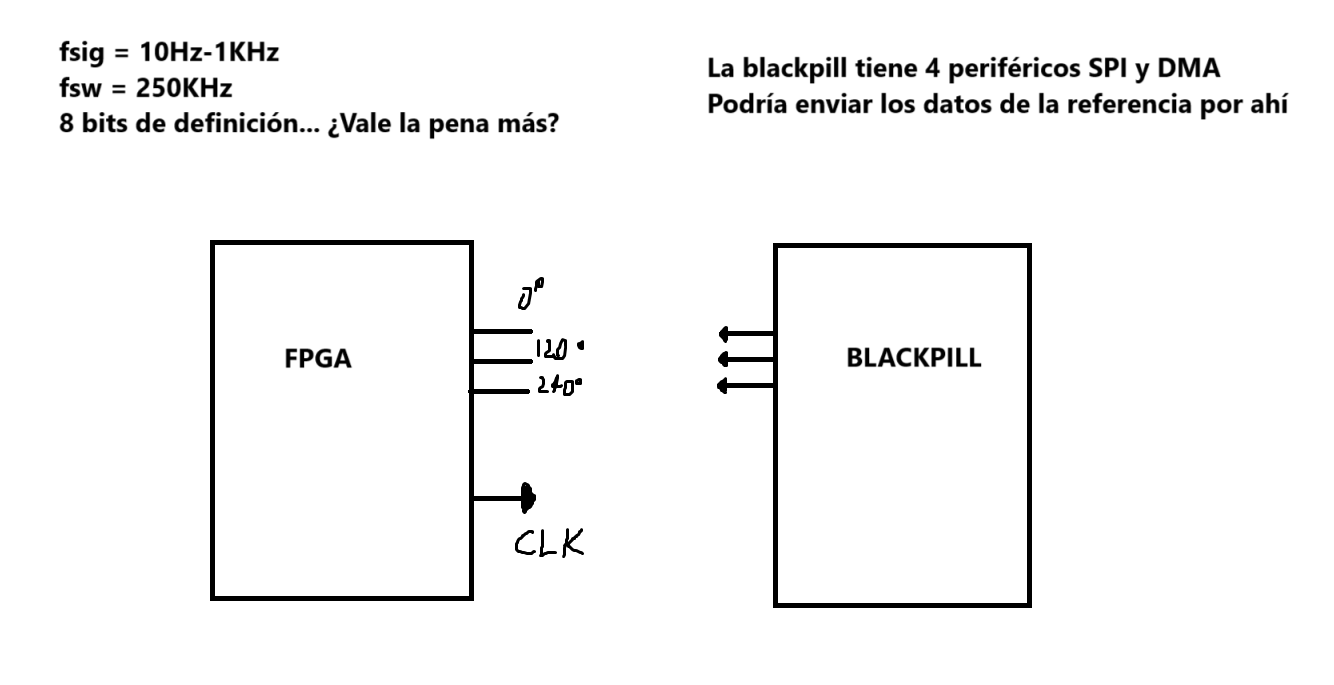 fsig = 10Hz-1KHz
fsw = 250KHz
8 bits de definición... ¿Vale la pena más?
La blackpill tiene 4 periféricos SPI y DMA
Podría enviar los datos de la referencia por ahí
FPGA
0°
120°
240°
CLK
BLACKPILL